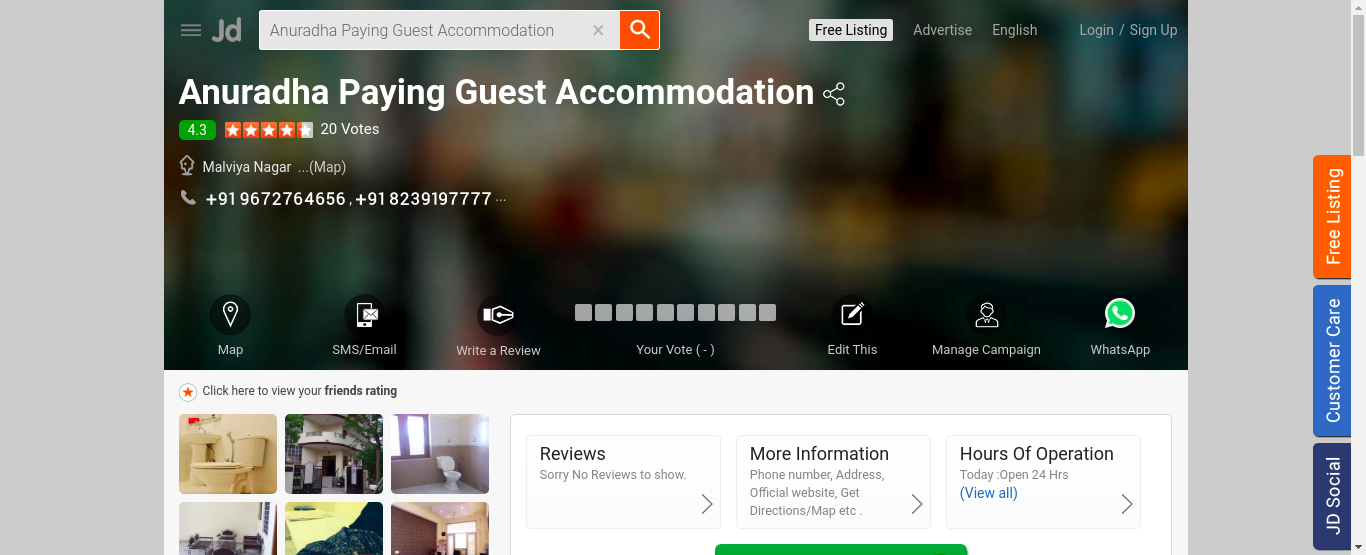 Jd Anuradha Paying Guest Accommodation × Free Listing Advertise English Login / Sign Up
Anuradha Paying Guest Accommodation
4.3 20 Votes
Malviya Nagar ...(Map)
+91 9672764656 , +91 8239197777 ...
Map SMS/Email Write a Review Your Vote ( - ) Edit This Manage Campaign WhatsApp
Click here to view your friends rating
Reviews
Sorry No Reviews to show.
More Information
Phone number, Address,
Official website, Get
Directions/Map etc .
Hours Of Operation
Today :Open 24 Hrs
(View all)
Free Listing
Customer Care
JD Social